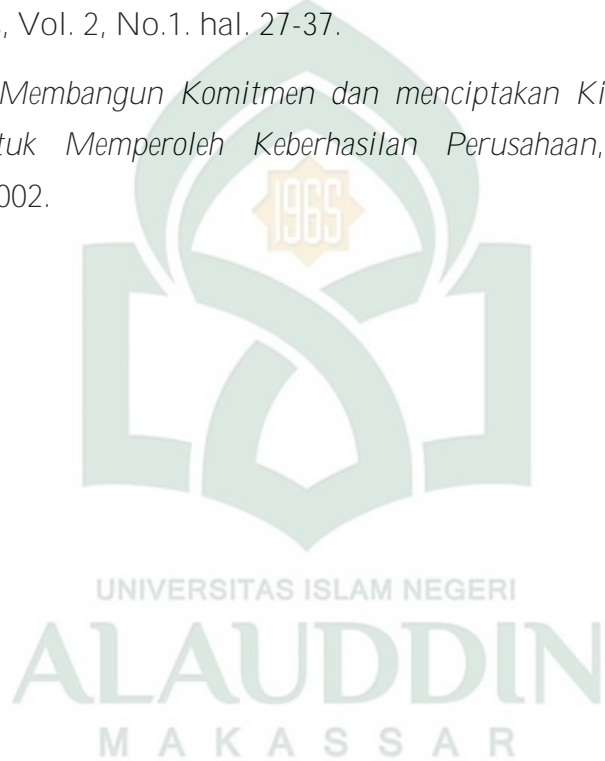 , Vol. 2, No.1. hal. 27-37.
Membangun Komitmen dan menciptakan Ki
tuk Memperoleh Keberhasilan Perusahaan,
002.
1965
UNIVERSITAS ISLAM NEGERI
ALAUDDIN
MAKASSAR